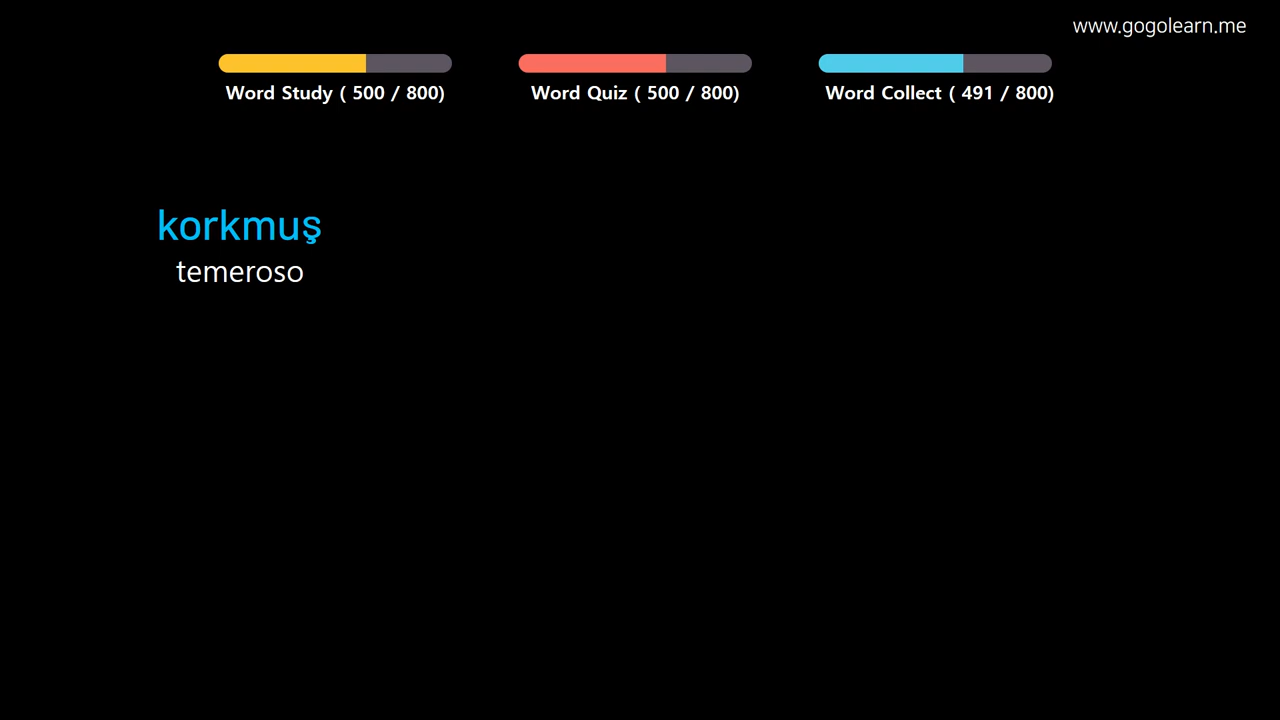 www.gogolearn.me
Word Study ( 500 / 800)
Word Quiz ( 500 / 800)
Word Collect ( 491 / 800)
korkmuş
temeroso